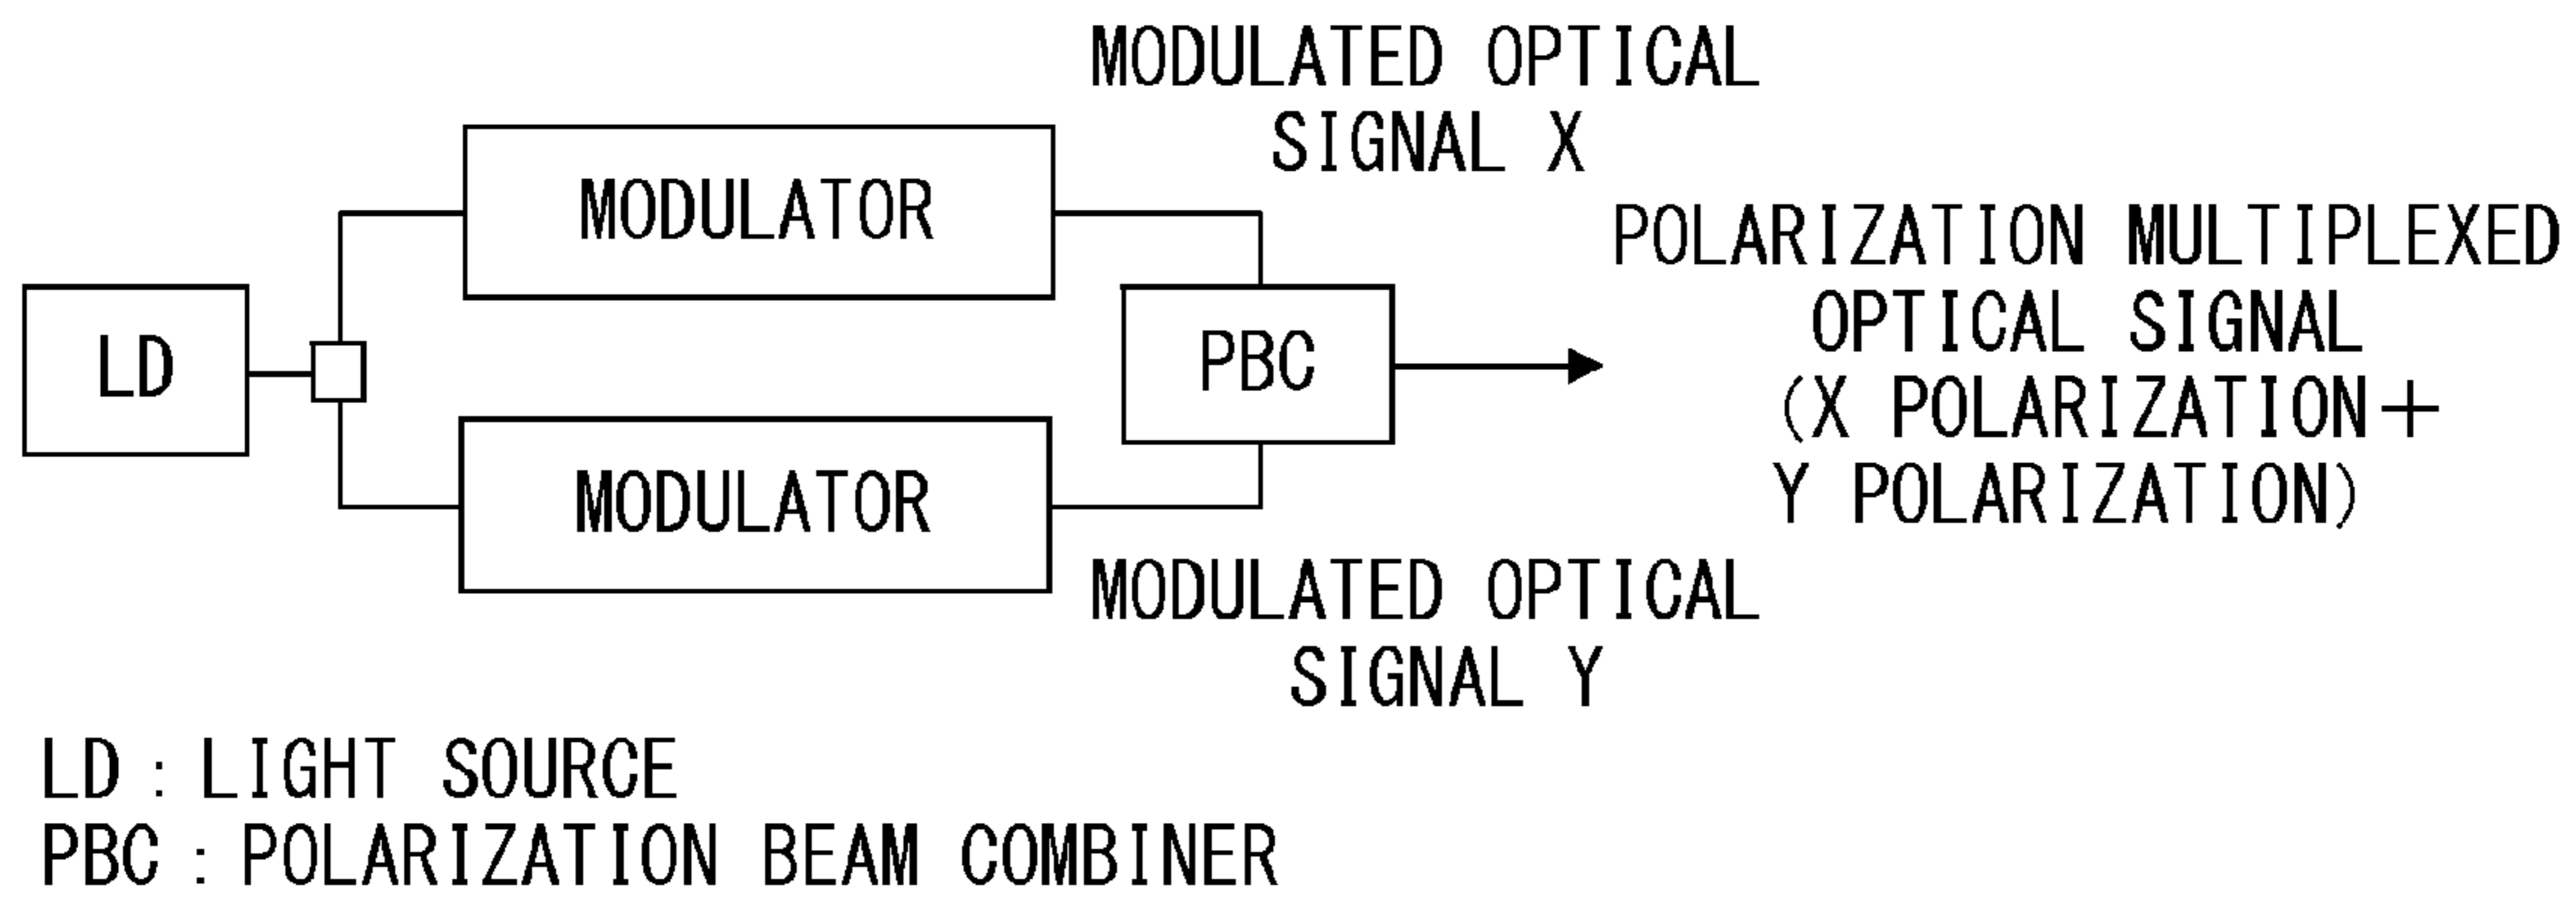 MODULATED OPTICAL
SIGNAL X
MODULATOR
POLARIZATION MULTIPLEXED
OPTICAL SIGNAL
(X POLARIZATION+
Y POLARIZATION)
LD
PBC
MODULATOR
MODULATED OPTICAL
SIGNAL Y
LD : LIGHT SOURCE
PBC : POLARIZATION BEAM COMBINER